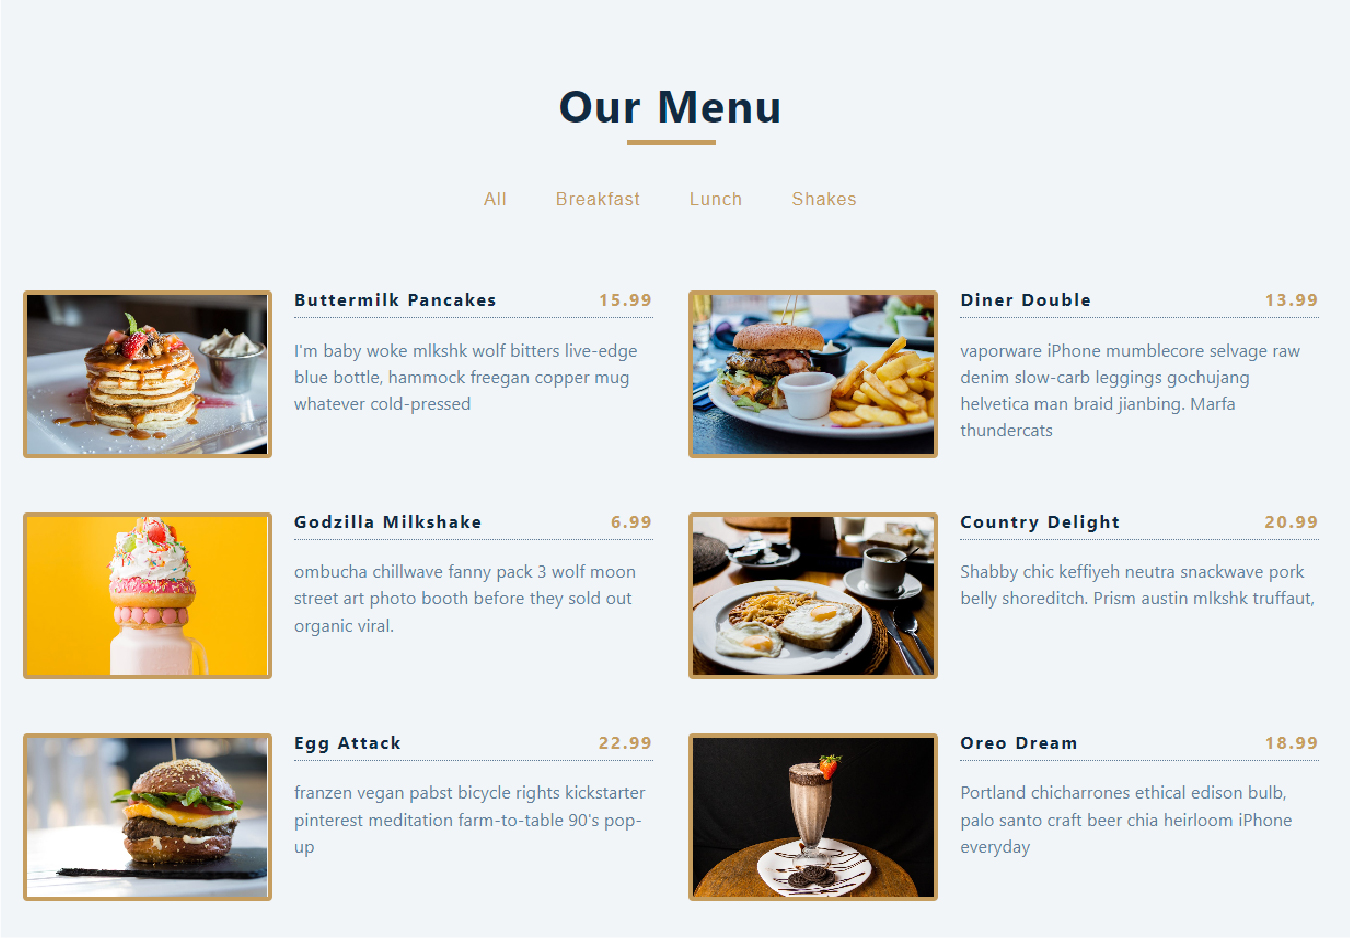 Our Menu
All Breakfast Lunch Shakes
Buttermilk Pancakes 15.99
I'm baby woke mlkshk wolf bitters live-edge
blue bottle, hammock freegan copper mug
whatever cold-pressed
Diner Double 13.99
vaporware iPhone mumblecore selvage raw
denim slow-carb leggings gochujang
helvetica man braid jianbing. Marfa
thundercats
Godzilla Milkshake 6.99
ombucha chillwave fanny pack 3 wolf moon
street art photo booth before they sold out
organic viral.
Country Delight 20.99
Shabby chic keffiyeh neutra snackwave pork
belly shoreditch. Prism austin mlkshk truffaut,
Egg Attack 22.99
franzen vegan pabst bicycle rights kickstarter
pinterest meditation farm-to-table 90's pop-
up
Oreo Dream 18.99
Portland chicharrones ethical edison bulb,
palo santo craft beer chia heirloom iPhone
everyday